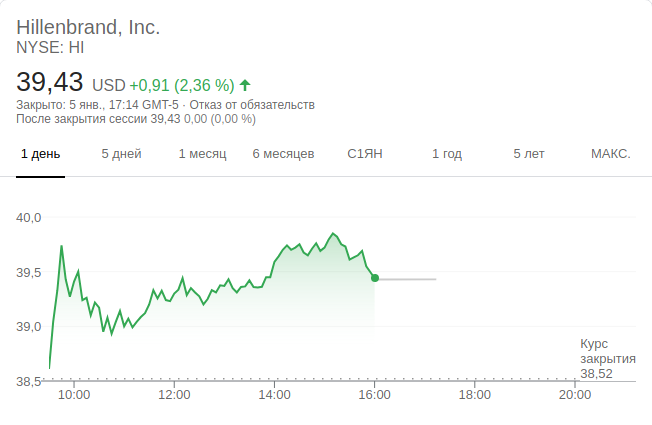 Hillenbrand, Inc.
NYSE: HI
39,43 USD +0,91 (2,36 %)
Закрыто: 5 янв., 17:14 GMT-5 · Отказ от обязательств
После закрытия сессии 39,43 0,00 (0,00 %)
1 день 5 дней 1 месяц 6 месяцев С1ЯН 1 год 5 лет МАКС.
40,0
39,5
39,0
Курс
закрытия
38,52
38,5
10:00 12:00 14:00 16:00 18:00 20:00